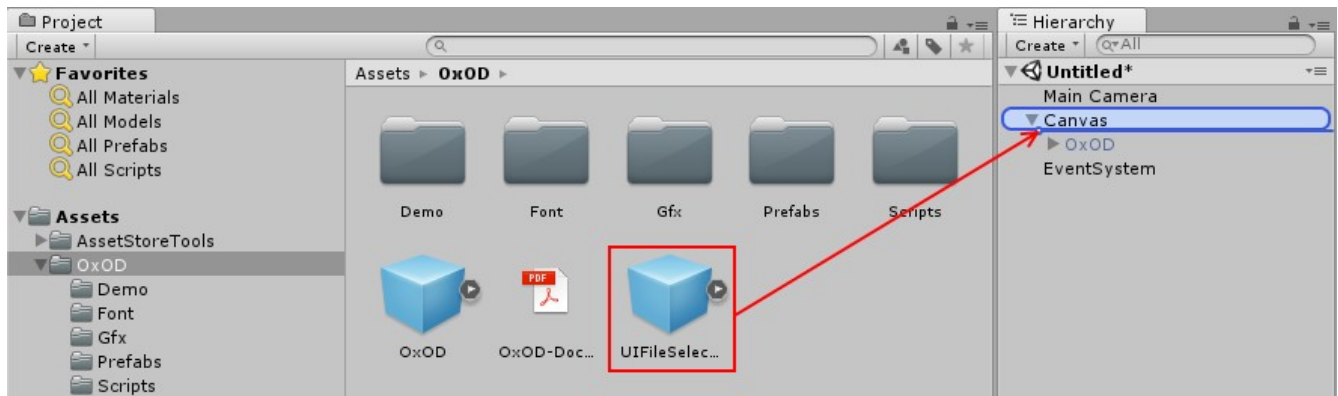 Project
Create
Favorites
All Materials
All Models
All Prefabs
All Scripts
Assets
AssetStoreTools
OxOD
Demo
Font
Gfx
Prefabs
Scripts
Assets OxOD
Demo Font Gfx Prefabs Scripts
PDF
OxOD OxOD-Doc... UIFileSelec...
Hierarchy
Create All
Untitled*
Main Camera
Canvas
OxOD
EventSystem